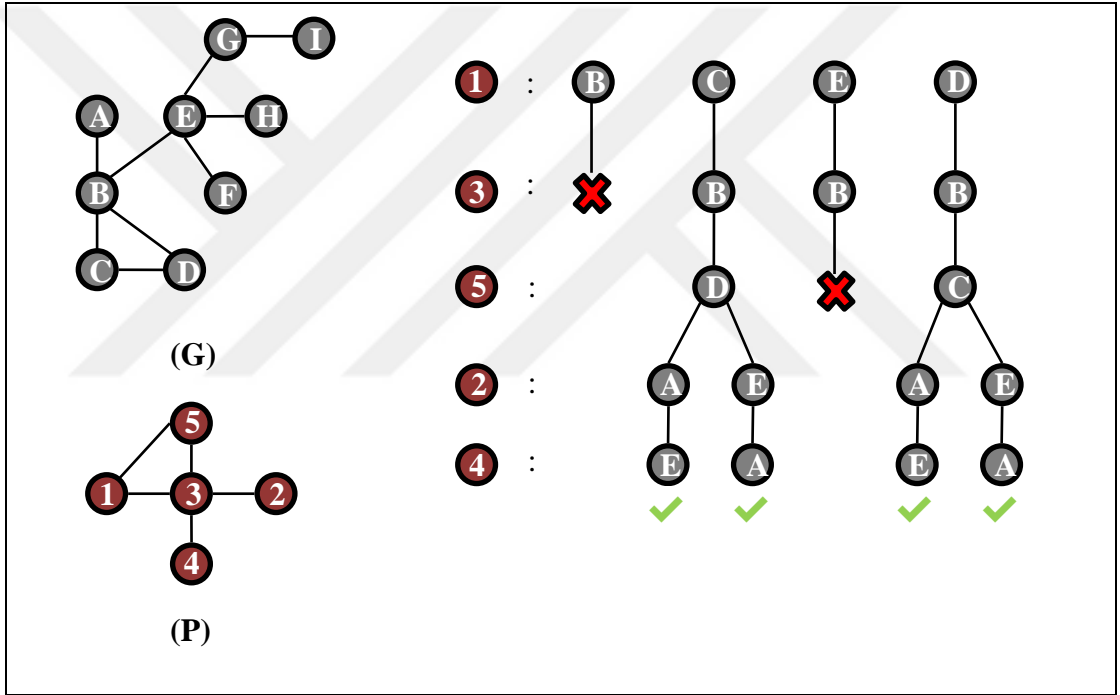 G I
A E H
B F
C D
(G)
5
1 3 2
4
(P)
1 : B C E D
3 : B B B
5 : D C
2 : A E A E
4 : E A E A